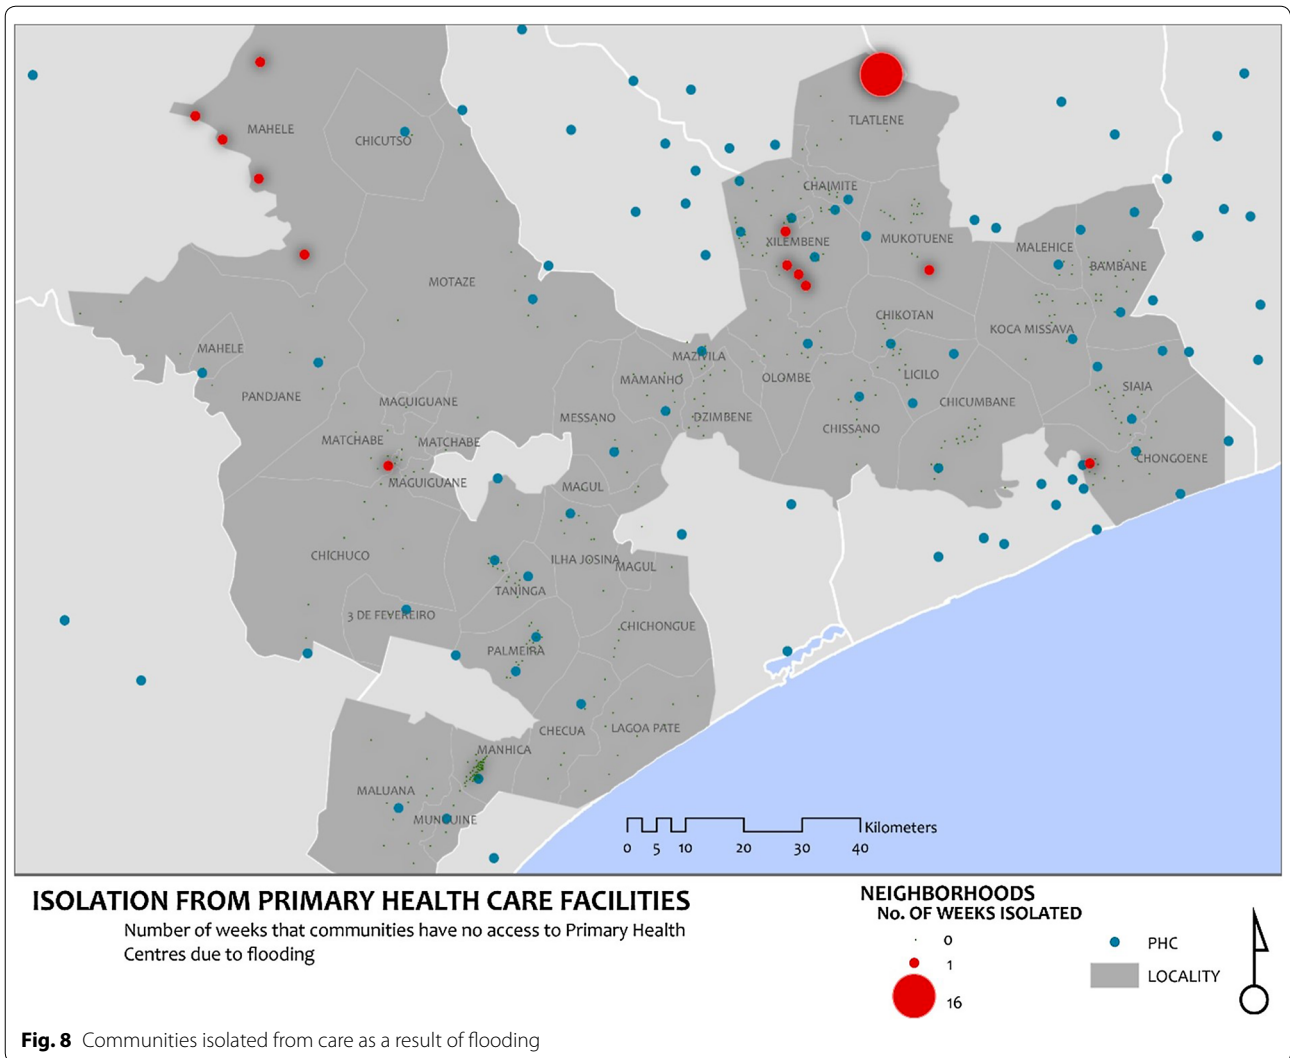 TLATLENE
MAHELE
CHICUTSO
CHAIMITE
XILEMBENE
MUKOTUENE
MALEHICE
BAMBANE
MOTAZE
CHIKOTAN
KOCA MISSAVA
MAHELE
MAZIVILA
PANDJANE
MAMANHO
OLOMBE
LICILO
SIAIA
MAGUIGUANE
MESSANO
DZIMBENE
CHISSANO
CHICUMBANE
MATCHABE
MATCHABE
CHONGOENE
MAGUIGUANE
MAGUL
CHICHUCO
ILHA JOSINA
MAGUL
TANINGA
3 DE FEVEREIRO
CHICHONGUE
PALMEIRA
CHECUA
LAGOA PATE
MANHICA
MALUANA
MUNGUINE
Kilometers
0 5 10 20 30 40
ISOLATION FROM PRIMARY HEALTH CARE FACILITIES
Number of weeks that communities have no access to Primary Health
Centres due to flooding
NEIGHBORHOODS
No. OF WEEKS ISOLATED
0
1
16
PHC
LOCALITY
Fig. 8 Communities isolated from care as a result of flooding